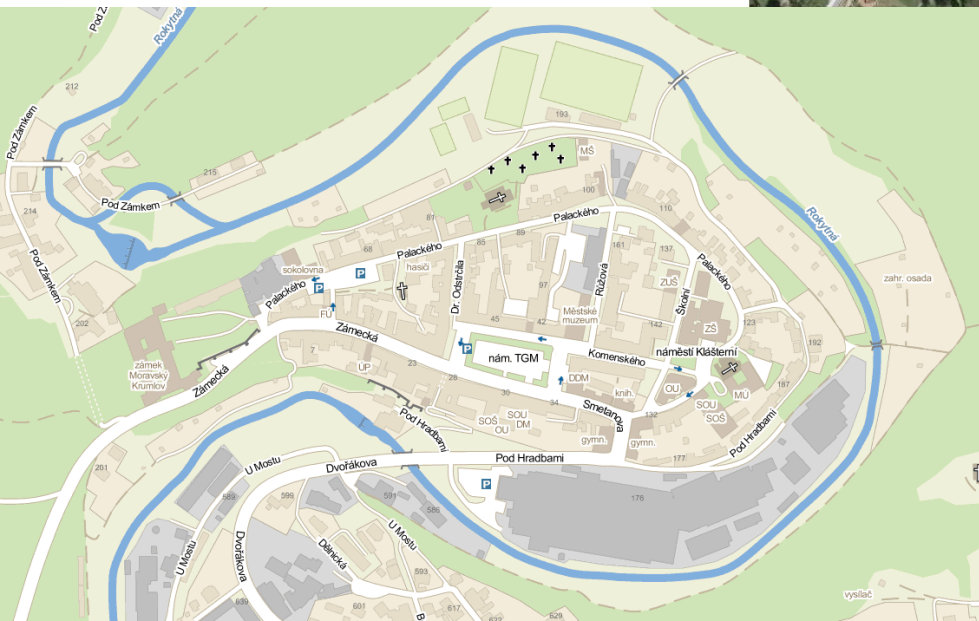 Pod Z
Rokytná
212
Pod Zámkem
193
MŠ
215
100
110
Pod Zámkem
214
81
Palackého
Rokytná
68
Palackého
85
89
161
137
Palackého
zahr. osada
sokolovna
hasiči
P
Pod Zámkem
Dr. Odstrčila
97
Růžová
ZUŠ
Školní
P
Palackého
FÚ
Městské
muzeum
142
123
202
Zámecká
45
42
ZŠ
192
P
nám. TGM
Komenského
náměstí Klášterní
zámek
Moravský
Krumlov
7
ÚP
23
28
DDM
knih.
OU
MÚ
187
Zámecká
30
34
Smetanova
132
SOU
SOŠ
Pod Hradbami
SOŠ
OU
SOU
DM
gymn.
gymn.
177
Pod Hradbami
201
U Mostu
Dvořákova
Pod Hradbami
589
599
591
P
176
586
U Mostu
U Mostu
Dvořákova
Dělnická
593
vysílač
639
601
617
B
622
629